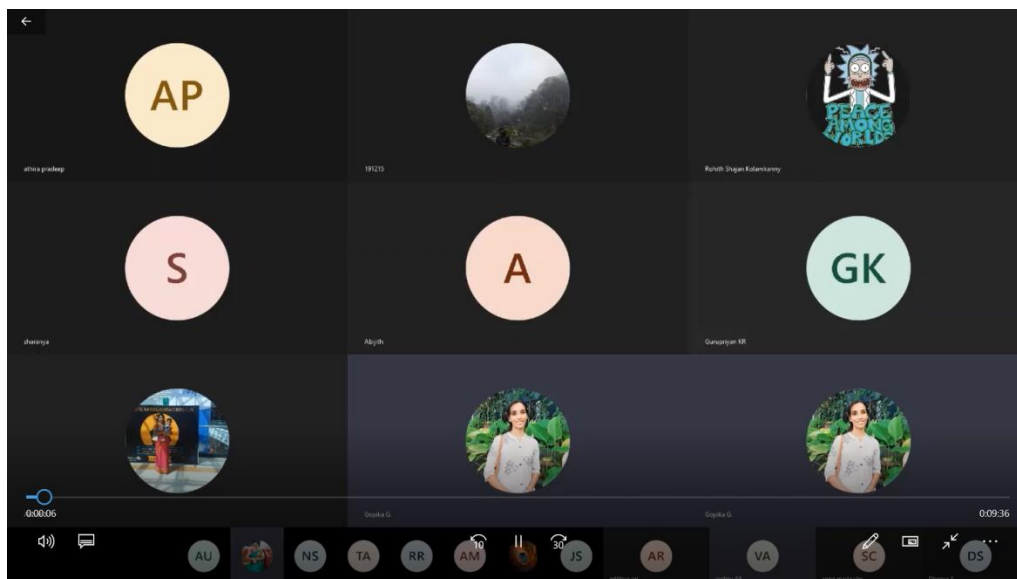 AP
athira pradeep
191215
PEACE
AMONG
WORLDS
Rohith Shajan Kolamkanny
S
sharanya
A
Abijith
GK
Gurupriyan KR
Gopika G.
Gopika G.
0:00:06
0:09:36
AU
NS
TA
RR
AM
10
30
JS
AR
VA
SC
DS